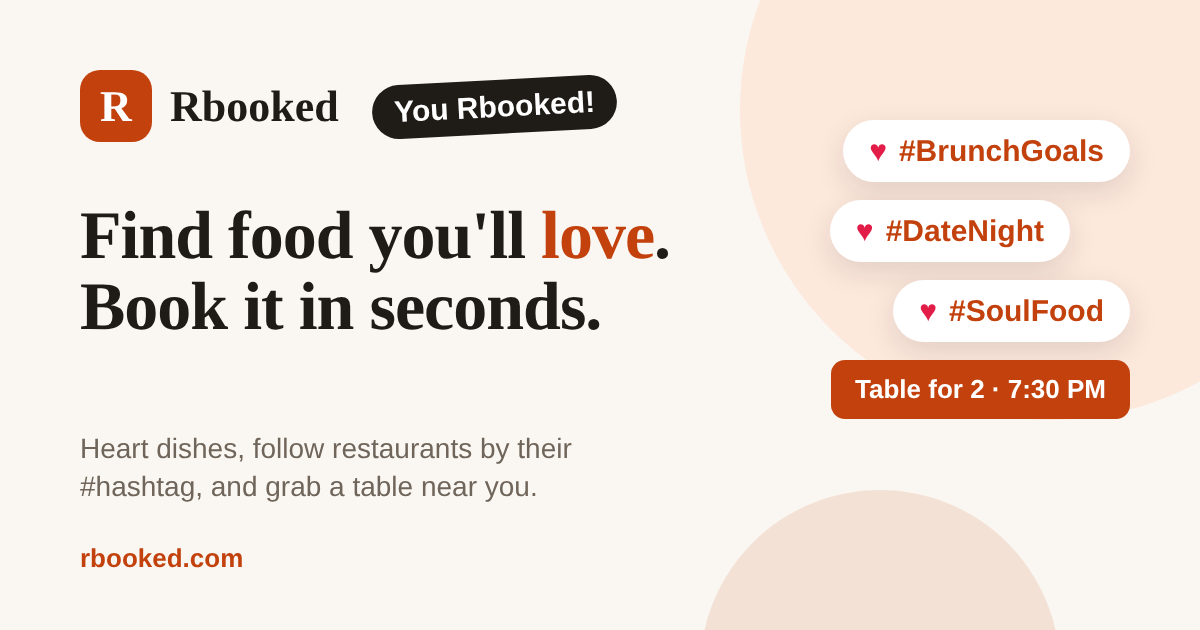 R
Rbooked
You Rbooked!
Find food you'll love.
Book it in seconds.
Heart dishes, follow restaurants by their
#hashtag, and grab a table near you.
rbooked.com
♥ #BrunchGoals
♥ #DateNight
♥ #SoulFood
Table for 2 · 7:30 PM